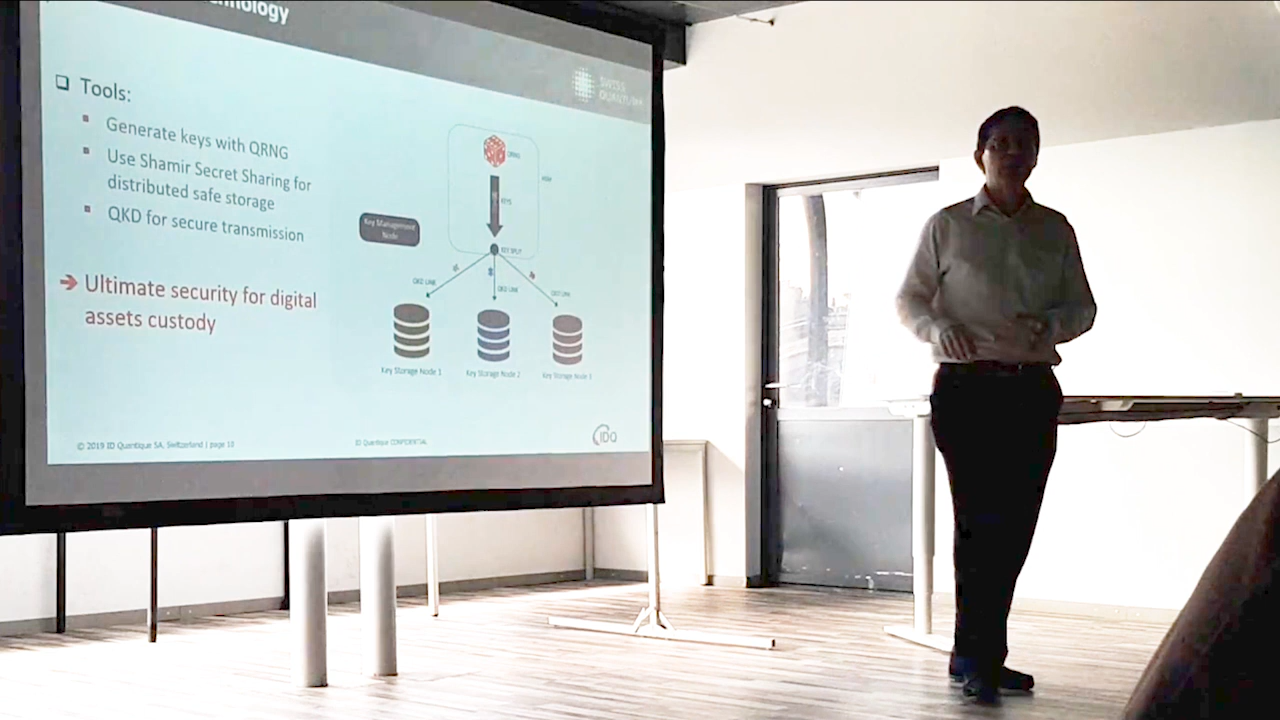 Tools:
Generate keys with QRNG
Use Shamir Secret Sharing for
distributed safe storage
QKD for secure transmission
Ultimate security for digital
assets custody
SWISS
QUANTUM
QRNG
KEYS
Key Management
Node
KEY SPLIT
QKD LINK
QKD LINK
QKD LINK
Key Storage Node 1
Key Storage Node 2
Key Storage Node 3
© 2019 ID Quantique SA, Switzerland | page 10
ID Quantique CONFIDENTIAL
IDQ